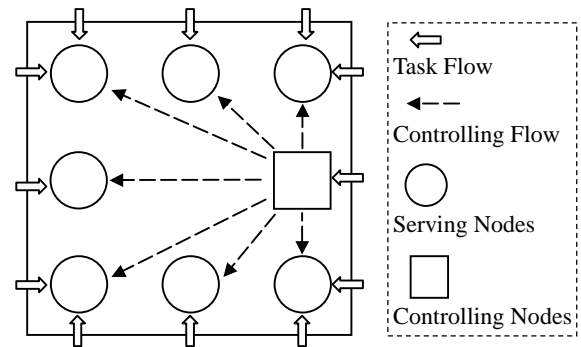 Task Flow
Controlling Flow
Serving Nodes
Controlling Nodes